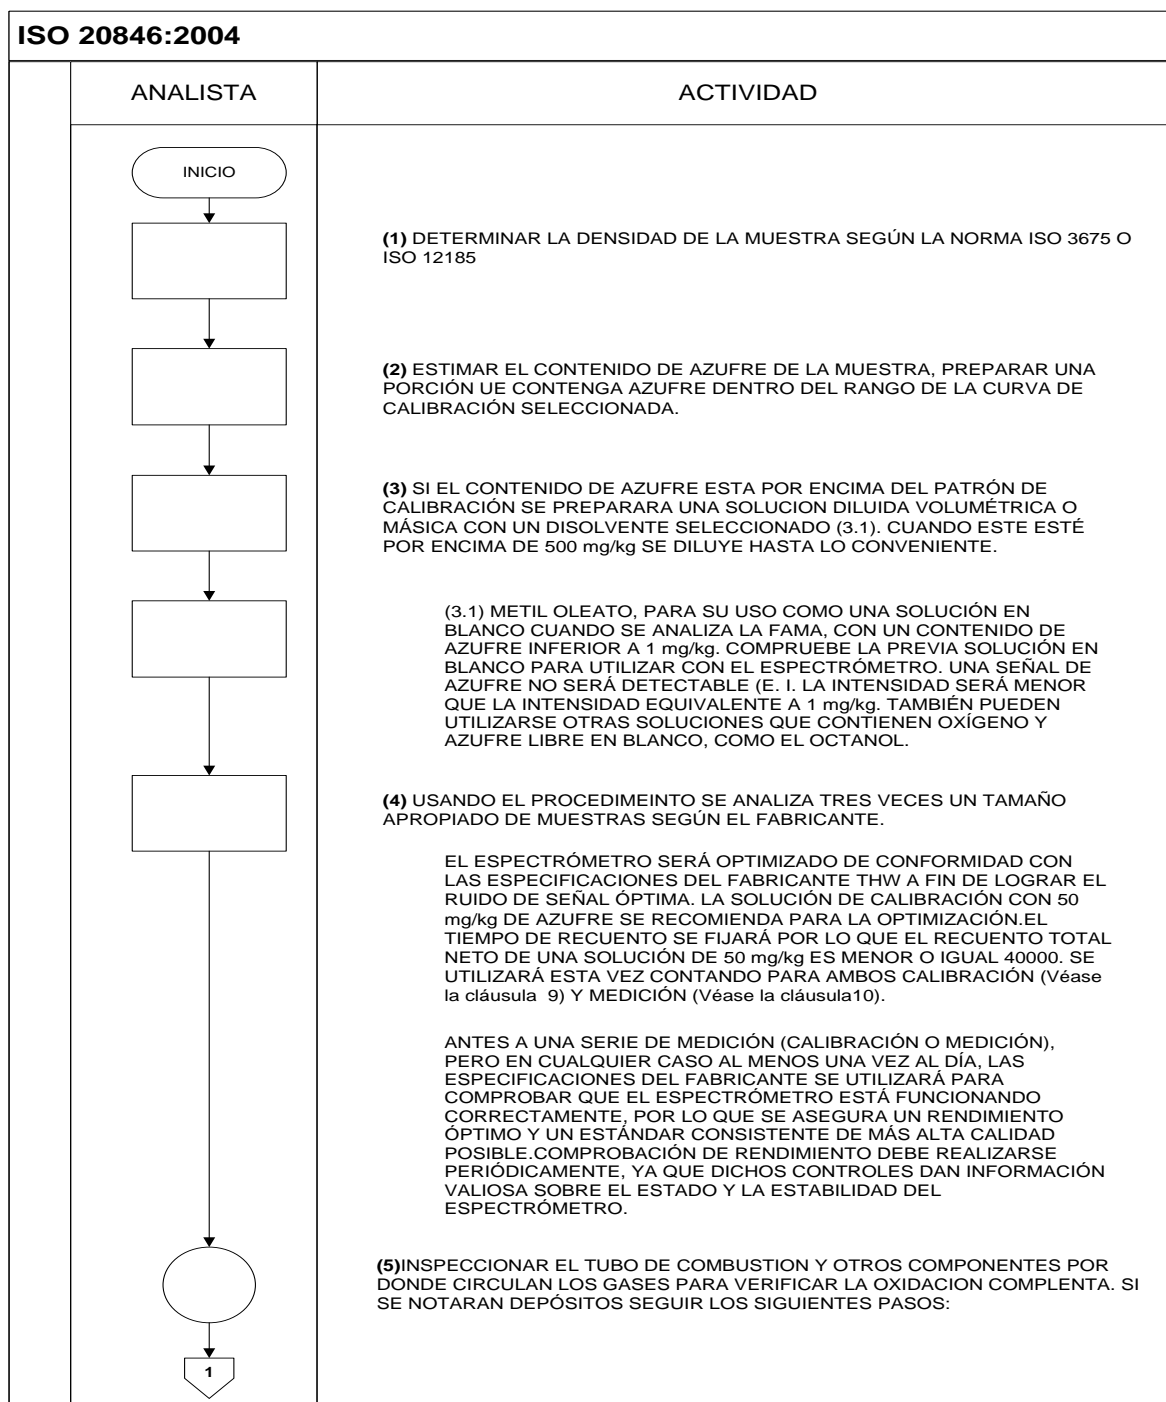 ISO 20846:2004
ANALISTA
ACTIVIDAD
INICIO
(1) DETERMINAR LA DENSIDAD DE LA MUESTRA SEGÚN LA NORMA ISO 3675 O
ISO 12185
(2) ESTIMAR EL CONTENIDO DE AZUFRE DE LA MUESTRA, PREPARAR UNA
PORCIÓN UE CONTENGA AZUFRE DENTRO DEL RANGO DE LA CURVA DE
CALIBRACIÓN SELECCIONADA.
(3) SI EL CONTENIDO DE AZUFRE ESTA POR ENCIMA DEL PATRÓN DE
CALIBRACIÓN SE PREPARARA UNA SOLUCION DILUIDA VOLUMÉTRICA O
MÁSICA CON UN DISOLVENTE SELECCIONADO (3.1). CUANDO ESTE ESTÉ
POR ENCIMA DE 500 mg/kg SE DILUYE HASTA LO CONVENIENTE.
(3.1) METIL OLEATO, PARA SU USO COMO UNA SOLUCIÓN EN
BLANCO CUANDO SE ANALIZA LA FAMA, CON UN CONTENIDO DE
AZUFRE INFERIOR A 1 mg/kg. COMPRUEBE LA PREVIA SOLUCIÓN EN
BLANCO PARA UTILIZAR CON EL ESPECTRÓMETRO. UNA SEÑAL DE
AZUFRE NO SERÁ DETECTABLE (E. I. LA INTENSIDAD SERÁ MENOR
QUE LA INTENSIDAD EQUIVALENTE A 1 mg/kg. TAMBIÉN PUEDEN
UTILIZARSE OTRAS SOLUCIONES QUE CONTIENEN OXÍGENO Y
AZUFRE LIBRE EN BLANCO, COMO EL OCTANOL.
(4) USANDO EL PROCEDIMEINTO SE ANALIZA TRES VECES UN TAMAÑO
APROPIADO DE MUESTRAS SEGÚN EL FABRICANTE.
EL ESPECTRÓMETRO SERÁ OPTIMIZADO DE CONFORMIDAD CON
LAS ESPECIFICACIONES DEL FABRICANTE THW A FIN DE LOGRAR EL
RUIDO DE SEÑAL ÓPTIMA. LA SOLUCIÓN DE CALIBRACIÓN CON 50
mg/kg DE AZUFRE SE RECOMIENDA PARA LA OPTIMIZACIÓN.EL
TIEMPO DE RECUENTO SE FIJARÁ POR LO QUE EL RECUENTO TOTAL
NETO DE UNA SOLUCIÓN DE 50 mg/kg ES MENOR O IGUAL 40000. SE
UTILIZARÁ ESTA VEZ CONTANDO PARA AMBOS CALIBRACIÓN (Véase
la cláusula 9) Y MEDICIÓN (Véase la cláusula10).
ANTES A UNA SERIE DE MEDICIÓN (CALIBRACIÓN O MEDICIÓN),
PERO EN CUALQUIER CASO AL MENOS UNA VEZ AL DÍA, LAS
ESPECIFICACIONES DEL FABRICANTE SE UTILIZARÁ PARA
COMPROBAR QUE EL ESPECTRÓMETRO ESTÁ FUNCIONANDO
CORRECTAMENTE, POR LO QUE SE ASEGURA UN RENDIMIENTO
ÓPTIMO Y UN ESTÁNDAR CONSISTENTE DE MÁS ALTA CALIDAD
POSIBLE.COMPROBACIÓN DE RENDIMIENTO DEBE REALIZARSE
PERIÓDICAMENTE, YA QUE DICHOS CONTROLES DAN INFORMACIÓN
VALIOSA SOBRE EL ESTADO Y LA ESTABILIDAD DEL
ESPECTRÓMETRO.
(5)INSPECCIONAR EL TUBO DE COMBUSTION Y OTROS COMPONENTES POR
DONDE CIRCULAN LOS GASES PARA VERIFICAR LA OXIDACION COMPLENTA. SI
SE NOTARAN DEPÓSITOS SEGUIR LOS SIGUIENTES PASOS:
1